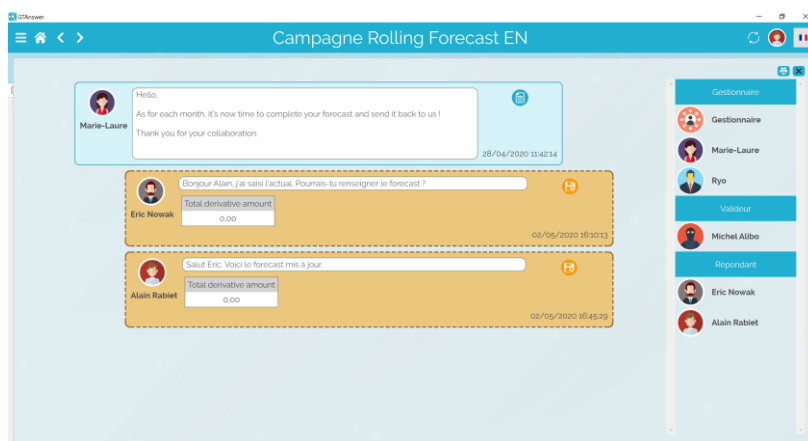 GTAnswer
Campagne Rolling Forecast EN
Hello,
As for each month, it's now time to complete your forecast and send it back to us !
Thank you for your collaboration.
Marie-Laure
28/04/2020 11:42:14
Bonjour Alain, j'ai saisi l'actual. Pourrais-tu renseigner le forecast ?
Total derivative amount
0,00
Eric Nowak
02/05/2020 16:10:13
Salut Eric. Voici le forecast mis à jour.
Total derivative amount
0,00
Alain Rabiet
02/05/2020 16:45:29
Gestionnaire
Gestionnaire
Marie-Laure
Ryo
Valideur
Michel Alibo
Répondant
Eric Nowak
Alain Rabiet